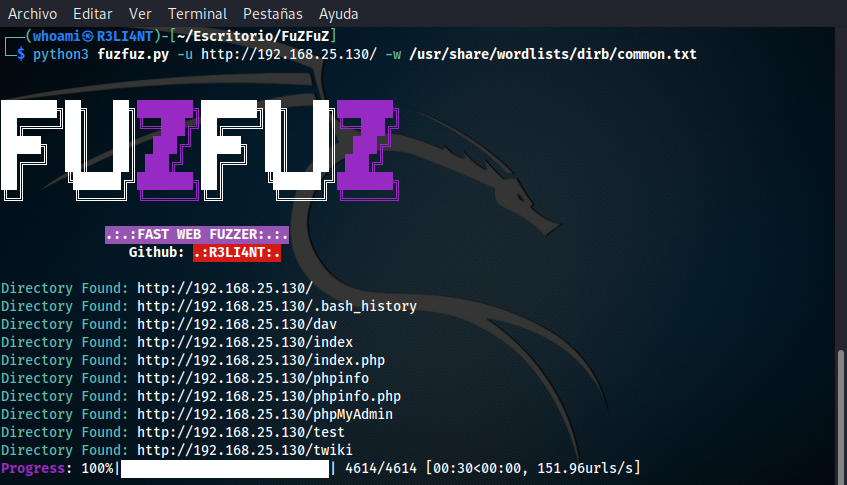 Archivo Editar Ver Terminal Pestañas Ayuda
(whoami㉿R3LI4NT)-[~/Escritorio/FuZFuZ]
$ python3 fuzfuz.py -u http://192.168.25.130/ -w /usr/share/wordlists/dirb/common.txt
FUZFUZ
.:.:FAST WEB FUZZER:.:.
Github: .:R3LI4NT:.
Directory Found: http://192.168.25.130/
Directory Found: http://192.168.25.130/.bash_history
Directory Found: http://192.168.25.130/dav
Directory Found: http://192.168.25.130/index
Directory Found: http://192.168.25.130/index.php
Directory Found: http://192.168.25.130/phpinfo
Directory Found: http://192.168.25.130/phpinfo.php
Directory Found: http://192.168.25.130/phpMyAdmin
Directory Found: http://192.168.25.130/test
Directory Found: http://192.168.25.130/twiki
Progress: 100%| | 4614/4614 [00:30<00:00, 151.96urls/s]